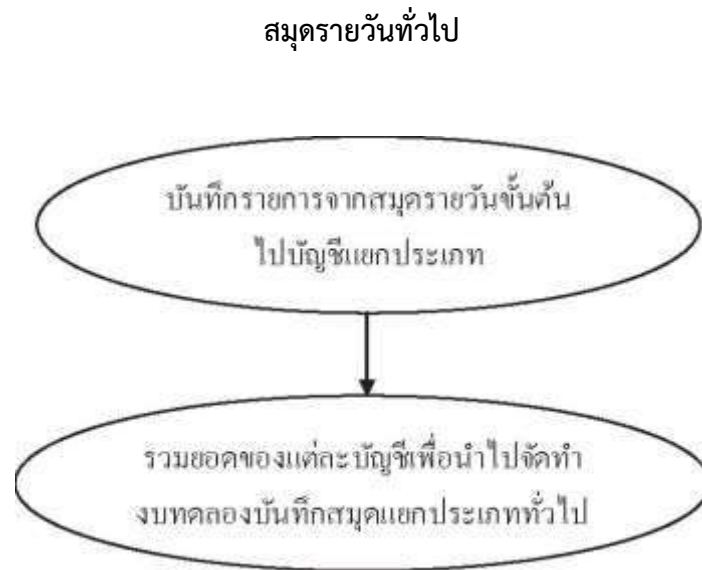 สมุดรายวันทั่วไป
บันทึกรายการจากสมุดรายวันขั้นต้น
ไปบัญชีแยกประเภท
รวมยอดของแต่ละบัญชีเพื่อนำไปจัดทำ
งบทดลองบันทึกสมุดแยกประเภททั่วไป